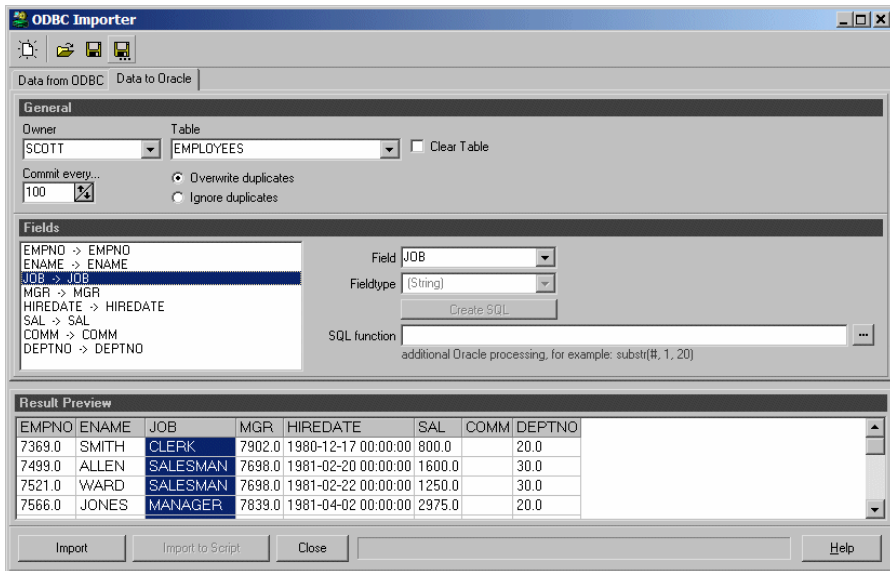 ODBC Importer
Data from ODBC Data to Oracle
General
Owner Table
SCOTT EMPLOYEES Clear Table
Commit every... Overwrite duplicates
100 Ignore duplicates
Fields
EMPNO -> EMPNO
ENAME -> ENAME
JOB -> JOB
MGR -> MGR
HIREDATE -> HIREDATE
SAL -> SAL
COMM -> COMM
DEPTNO -> DEPTNO
Field JOB
Fieldtype (String)
Create SQL
SQL function ...
additional Oracle processing, for example: substr(#, 1, 20)
Result Preview
EMPNO ENAME JOB MGR HIREDATE SAL COMM DEPTNO
7369.0 SMITH CLERK 7902.0 1980-12-17 00:00:00 800.0 20.0
7499.0 ALLEN SALESMAN 7698.0 1981-02-20 00:00:00 1600.0 30.0
7521.0 WARD SALESMAN 7698.0 1981-02-22 00:00:00 1250.0 30.0
7566.0 JONES MANAGER 7839.0 1981-04-02 00:00:00 2975.0 20.0
Import Import to Script Close Help